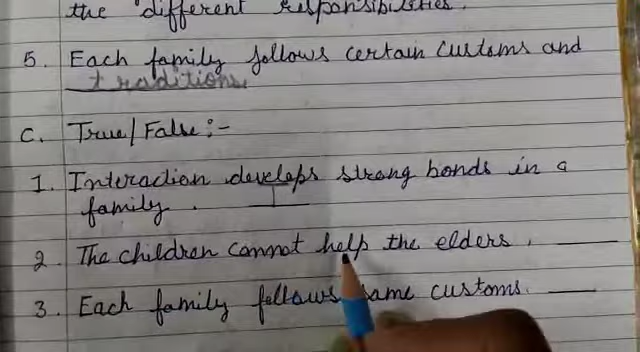 the different responsibilities.
5. Each family follows certain customs and
traditions.
C. True/False :-
1. Interaction develops strong bonds in a
family. T
2. The children cannot help the elders.
3. Each family follows same customs.